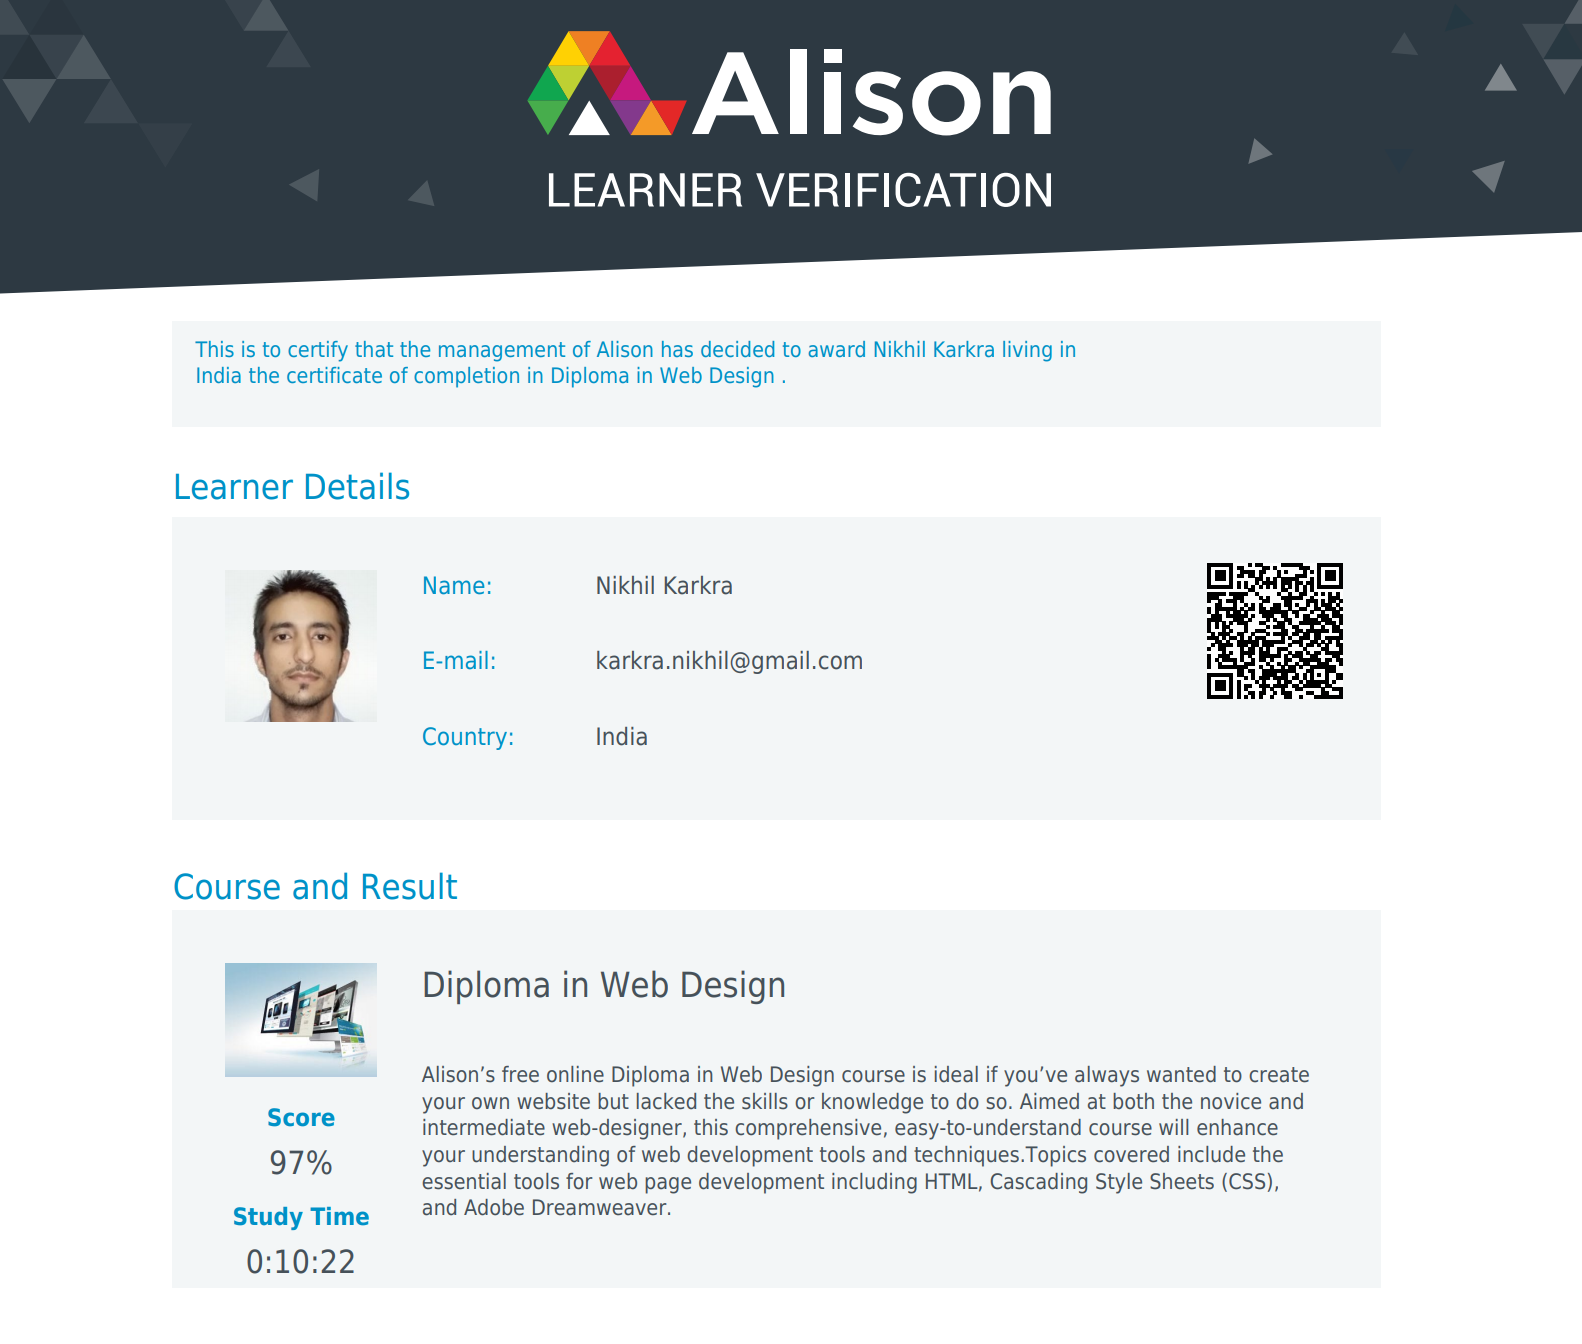 Alison
LEARNER VERIFICATION
This is to certify that the management of Alison has decided to award Nikhil Karkra living in
India the certificate of completion in Diploma in Web Design .
Learner Details
Name: Nikhil Karkra
E-mail: karkra.nikhil@gmail.com
Country: India
Course and Result
Diploma in Web Design
Alison’s free online Diploma in Web Design course is ideal if you’ve always wanted to create
your own website but lacked the skills or knowledge to do so. Aimed at both the novice and
intermediate web-designer, this comprehensive, easy-to-understand course will enhance
your understanding of web development tools and techniques.Topics covered include the
essential tools for web page development including HTML, Cascading Style Sheets (CSS),
and Adobe Dreamweaver.
Score
97%
Study Time
0:10:22